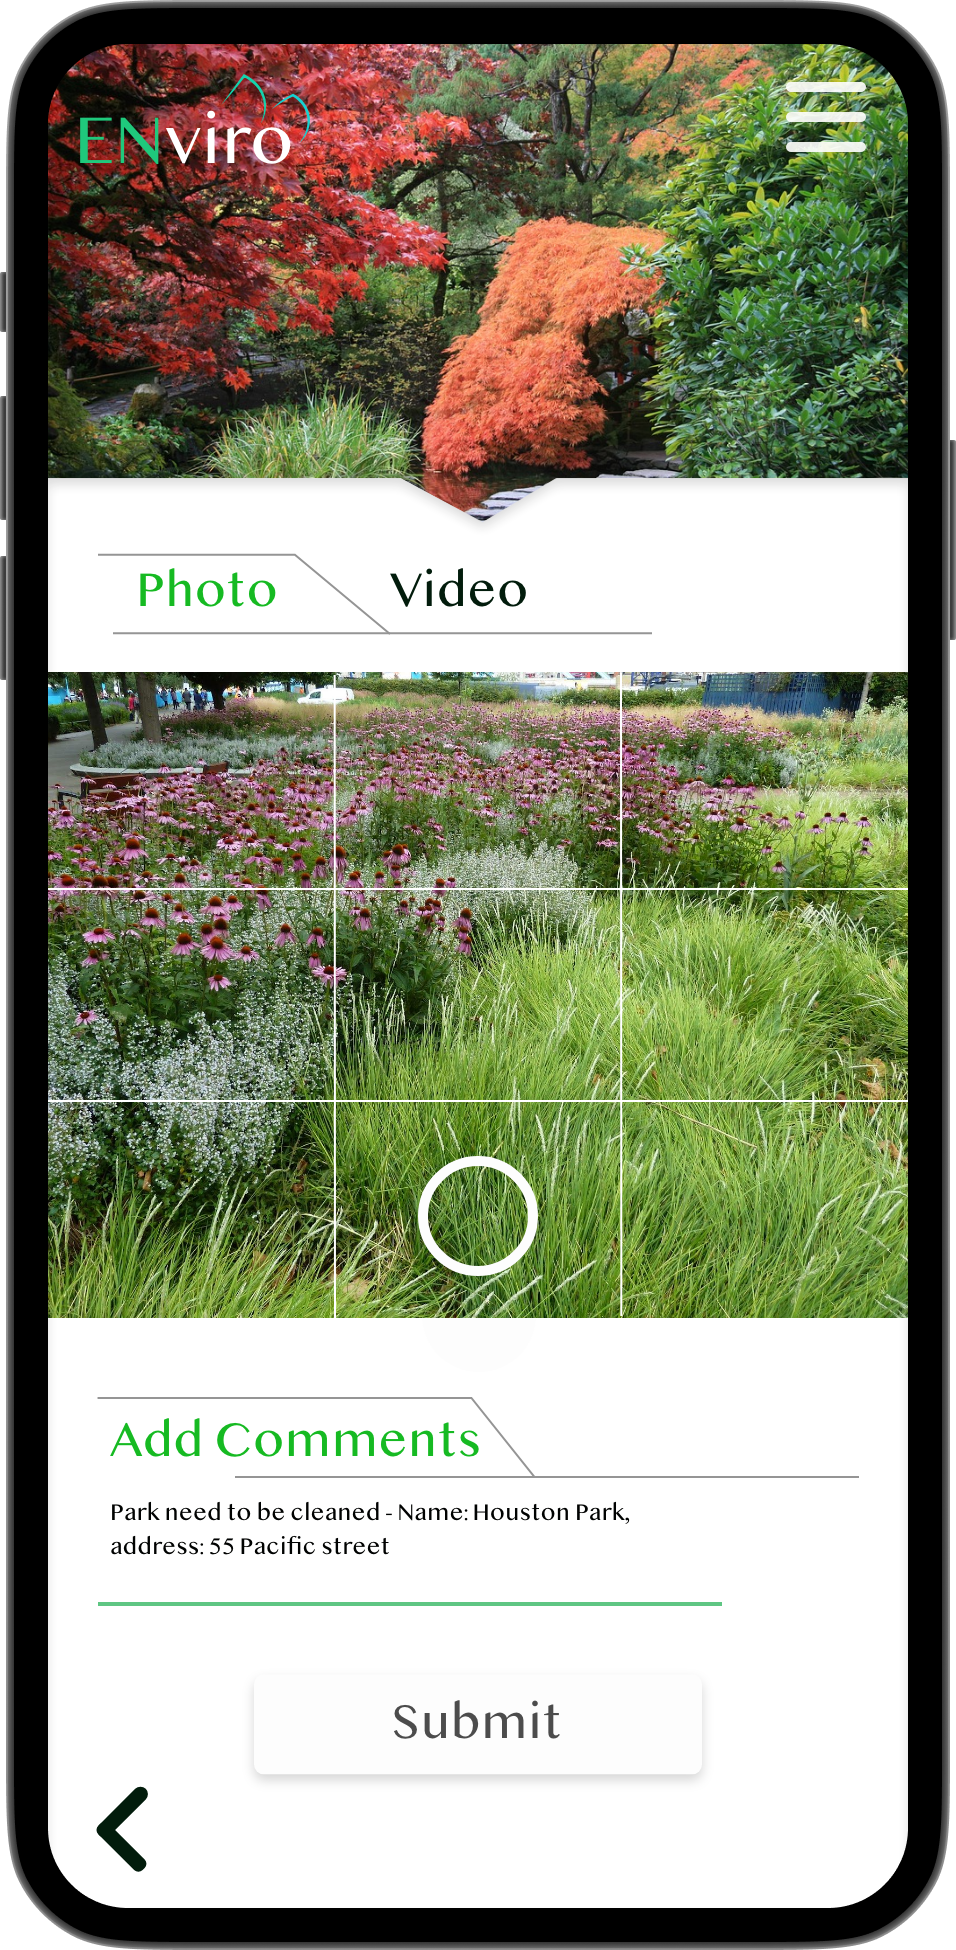 ENviro
Photo
Video
Add Comments
Park need to be cleaned - Name: Houston Park,
address: 55 Pacific street
Submit